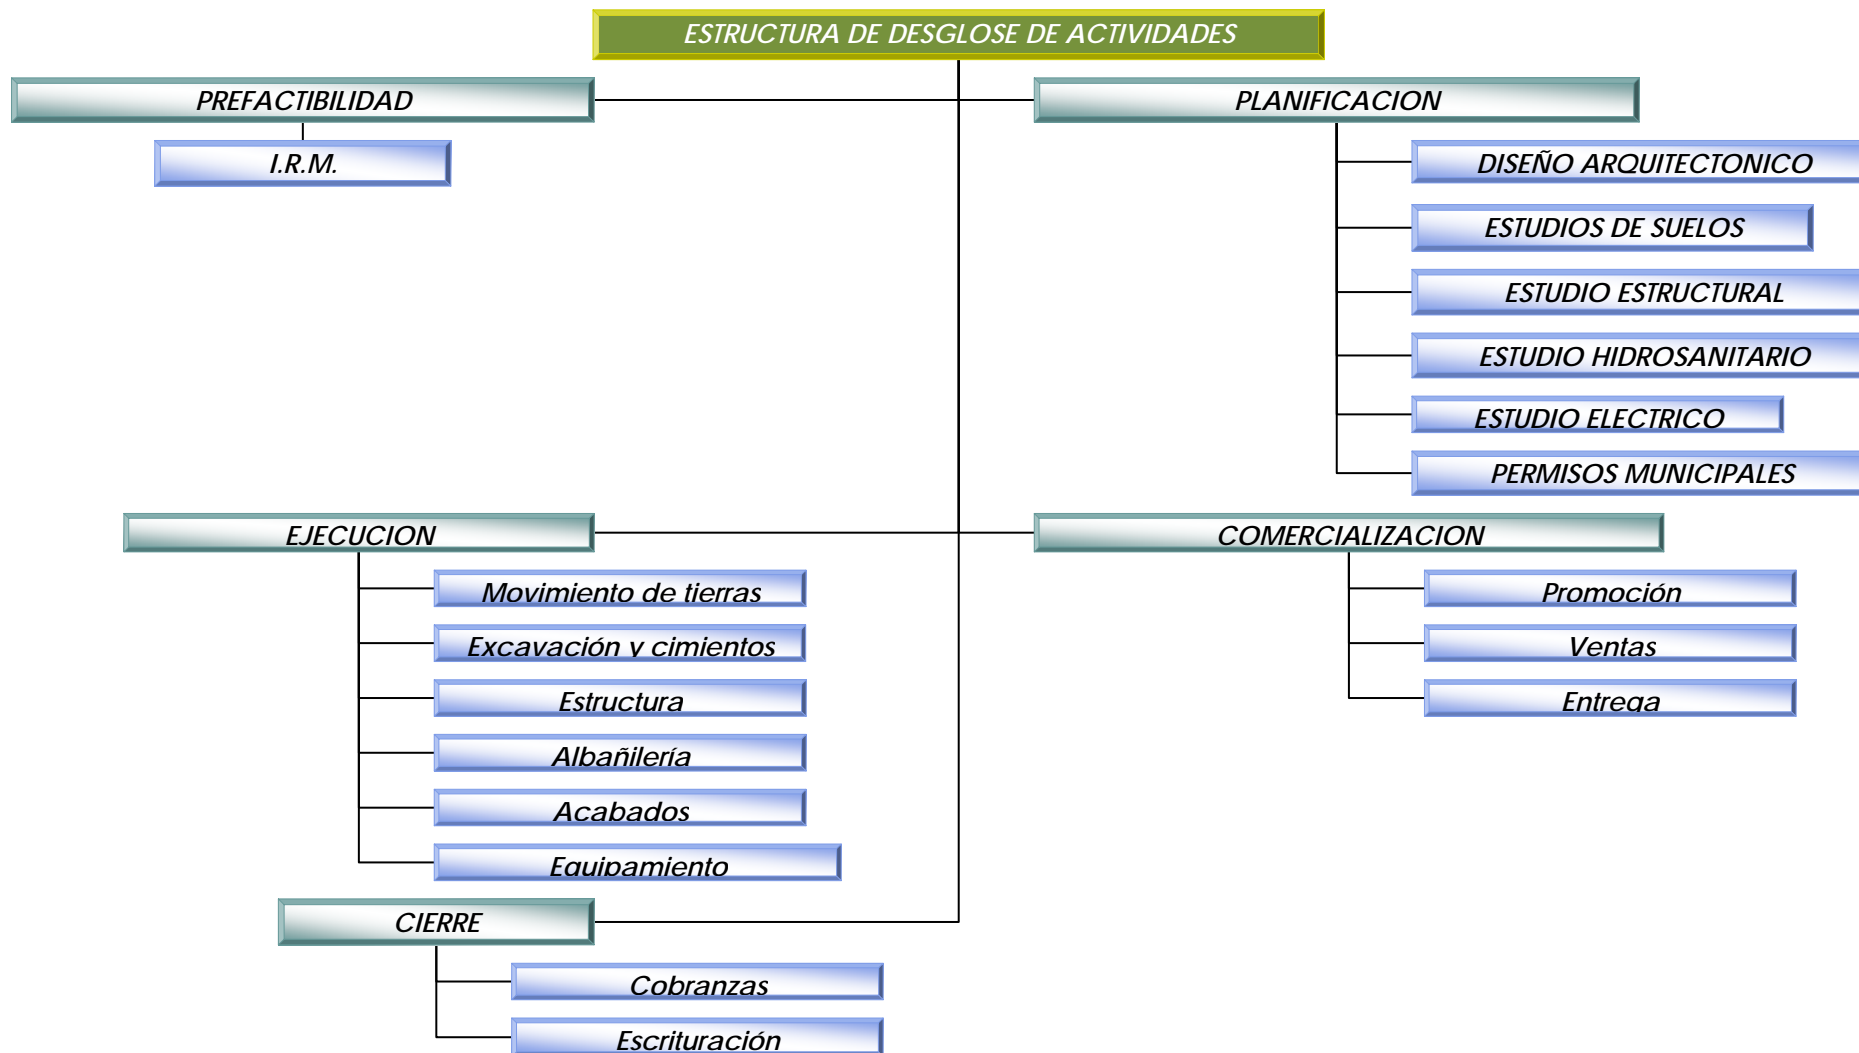 ESTRUCTURA DE DESGLOSE DE ACTIVIDADES
PREFACTIBILIDAD
I.R.M.
PLANIFICACION
DISEÑO ARQUITECTONICO
ESTUDIOS DE SUELOS
ESTUDIO ESTRUCTURAL
ESTUDIO HIDROSANITARIO
ESTUDIO ELECTRICO
PERMISOS MUNICIPALES
EJECUCION
Movimiento de tierras
Excavación y cimientos
Estructura
Albañilería
Acabados
Equipamiento
COMERCIALIZACION
Promoción
Ventas
Entrega
CIERRE
Cobranzas
Escrituración